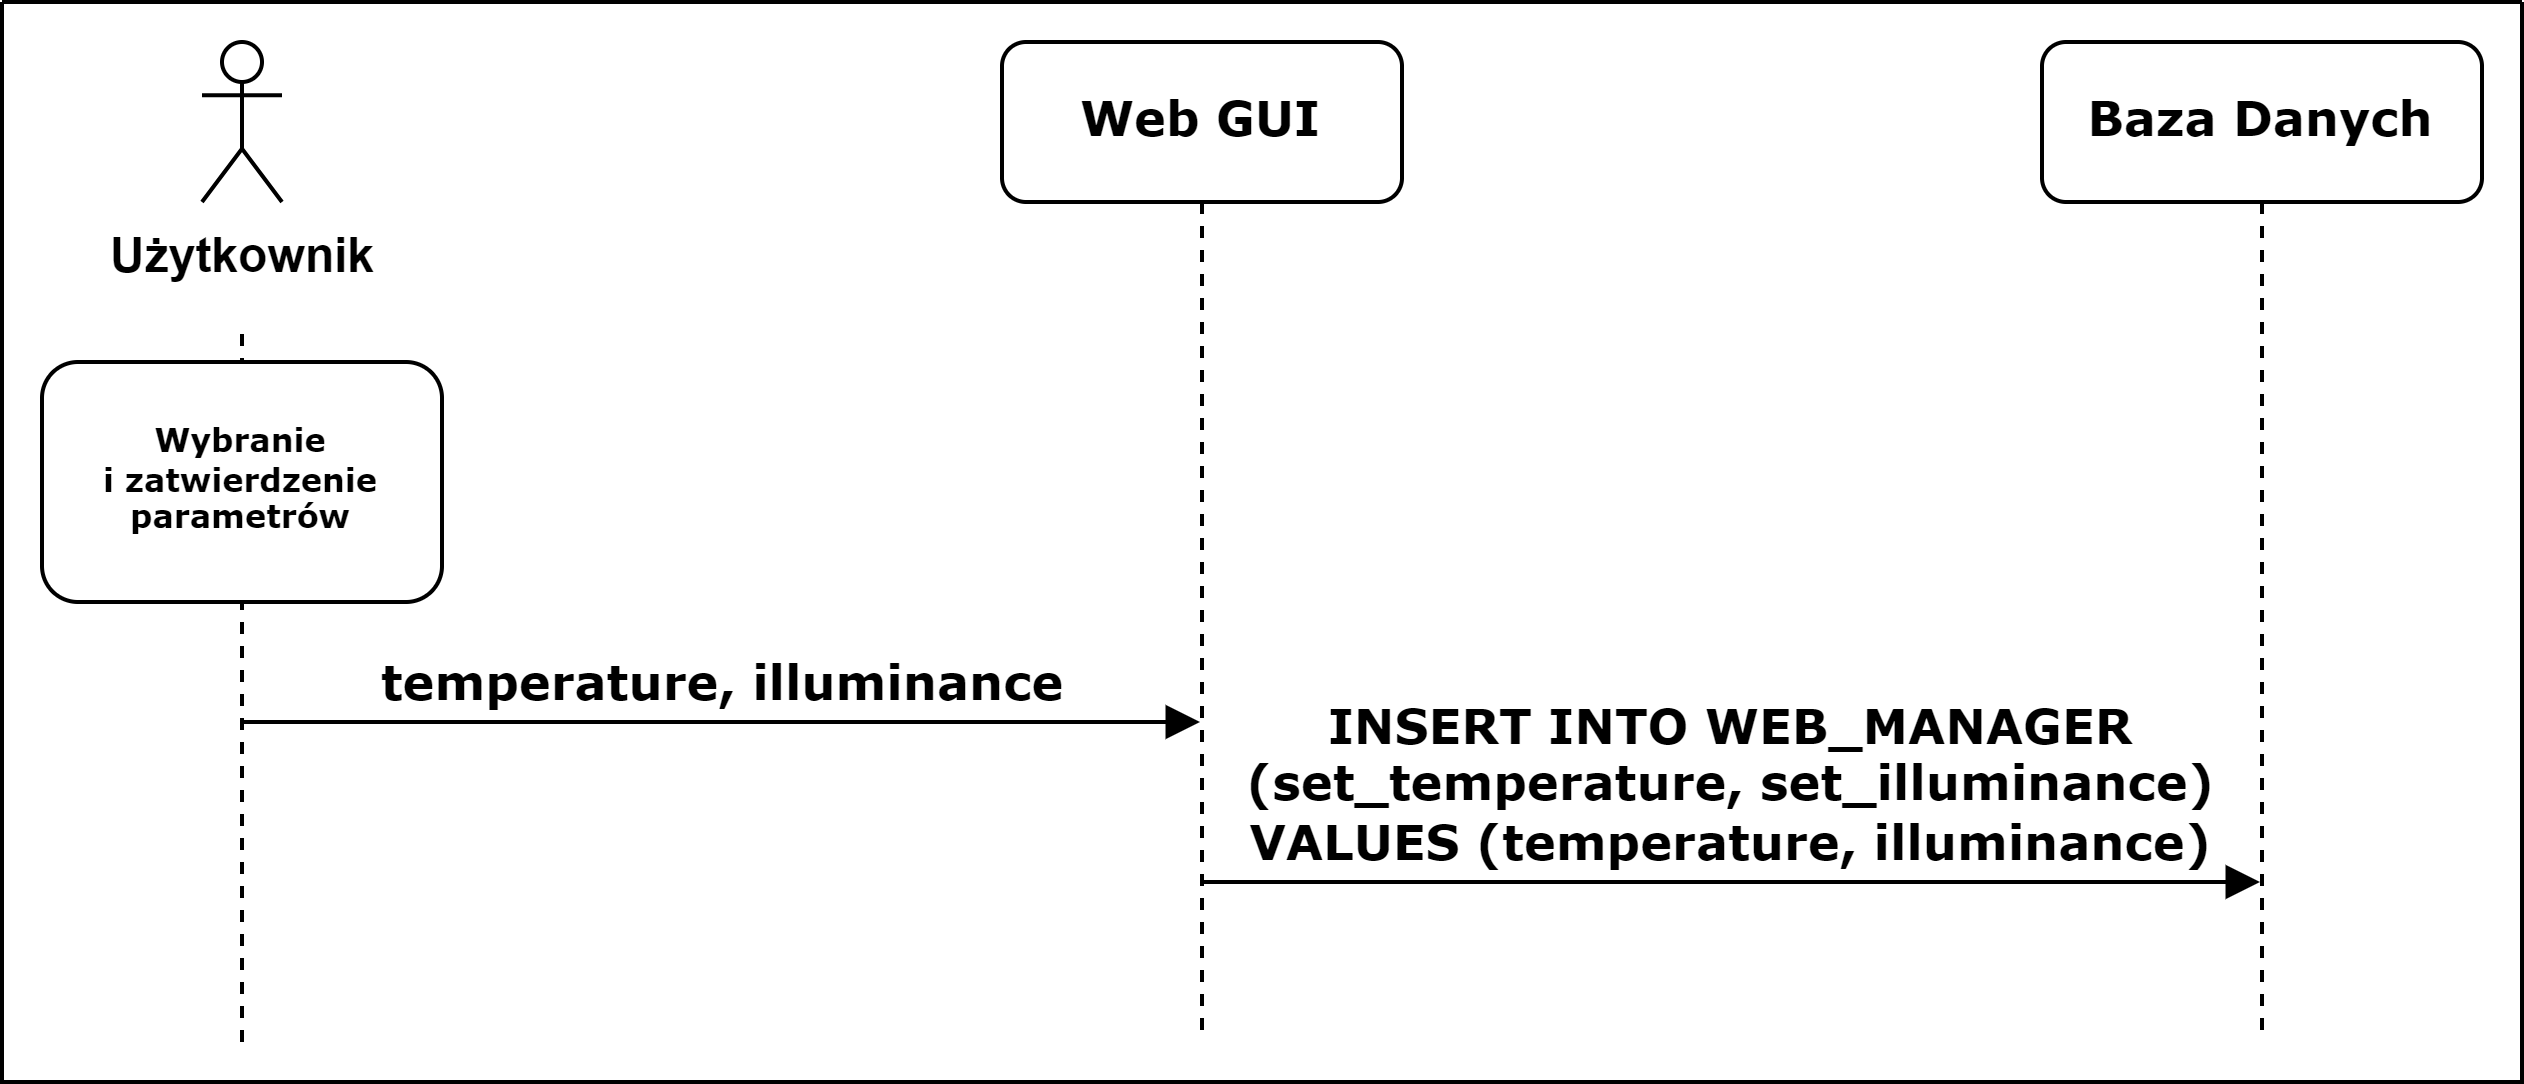 Użytkownik
Web GUI
Baza Danych
Wybranie
i zatwierdzenie
parametrów
temperature, illuminance
INSERT INTO WEB_MANAGER
(set_temperature, set_illuminance)
VALUES (temperature, illuminance)